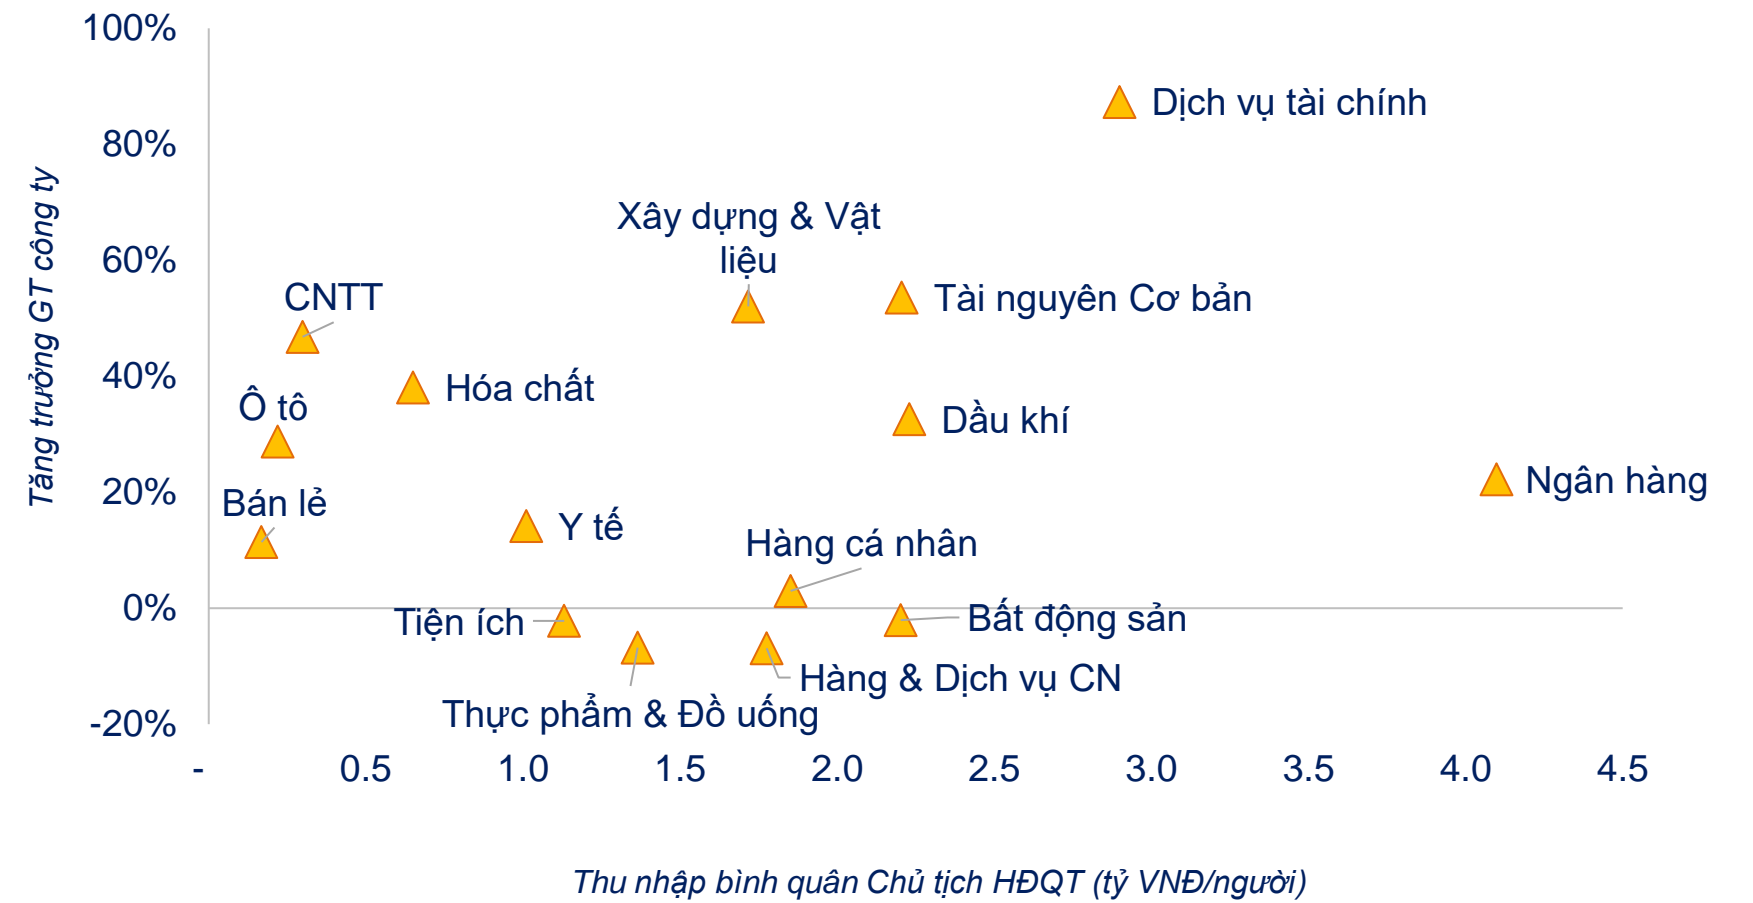 100%
Dịch vụ tài chính
80%
Xây dựng & Vật
liệu
60%
CNTT
Tài nguyên Cơ bản
40%
Hóa chất
Ô tô
Dầu khí
20%
Bán lẻ
Ngân hàng
Y tế
Hàng cá nhân
0%
Tiện ích
Bất động sản
Hàng & Dịch vụ CN
Thực phẩm & Đồ uống
-20%
Tăng trưởng GT công ty
- 0.5 1.0 1.5 2.0 2.5 3.0 3.5 4.0 4.5
Thu nhập bình quân Chủ tịch HĐQT (tỷ VNĐ/người)